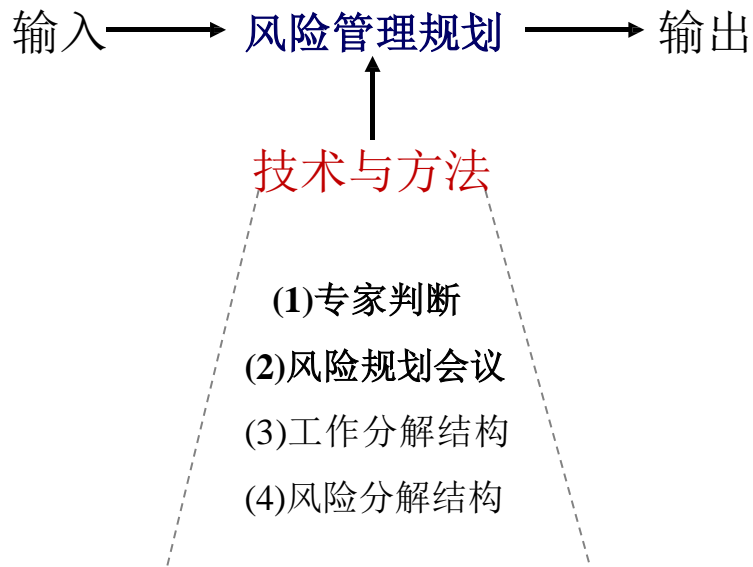 输入 风险管理规划 输出
技术与方法
(1)专家判断
(2)风险规划会议
(3)工作分解结构
(4)风险分解结构